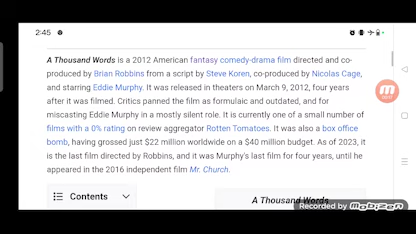 2:45
A Thousand Words is a 2012 American fantasy comedy-drama film directed and co-
produced by Brian Robbins from a script by Steve Koren, co-produced by Nicolas Cage,
and starring Eddie Murphy. It was released in theaters on March 9, 2012, four years
after it was filmed. Critics panned the film as formulaic and outdated, and for
miscasting Eddie Murphy in a mostly silent role. It is currently one of a small number of
films with a 0% rating on review aggregator Rotten Tomatoes. It was also a box office
bomb, having grossed just $22 million worldwide on a $40 million budget. As of 2023, it
is the last film directed by Robbins, and it was Murphy's last film for four years, until he
appeared in the 2016 independent film Mr. Church.
Contents
A Thousand Words
Recorded by MOBIZEN